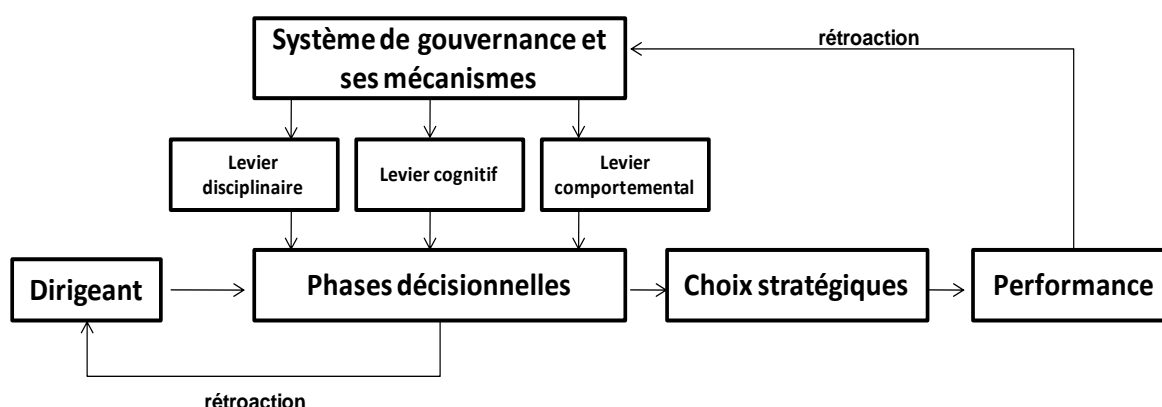 Système de gouvernance et
ses mécanismes
rétroaction
Levier
disciplinaire
Levier cognitif
Levier
comportemental
Dirigeant
Phases décisionnelles
Choix stratégiques
Performance
rétroaction